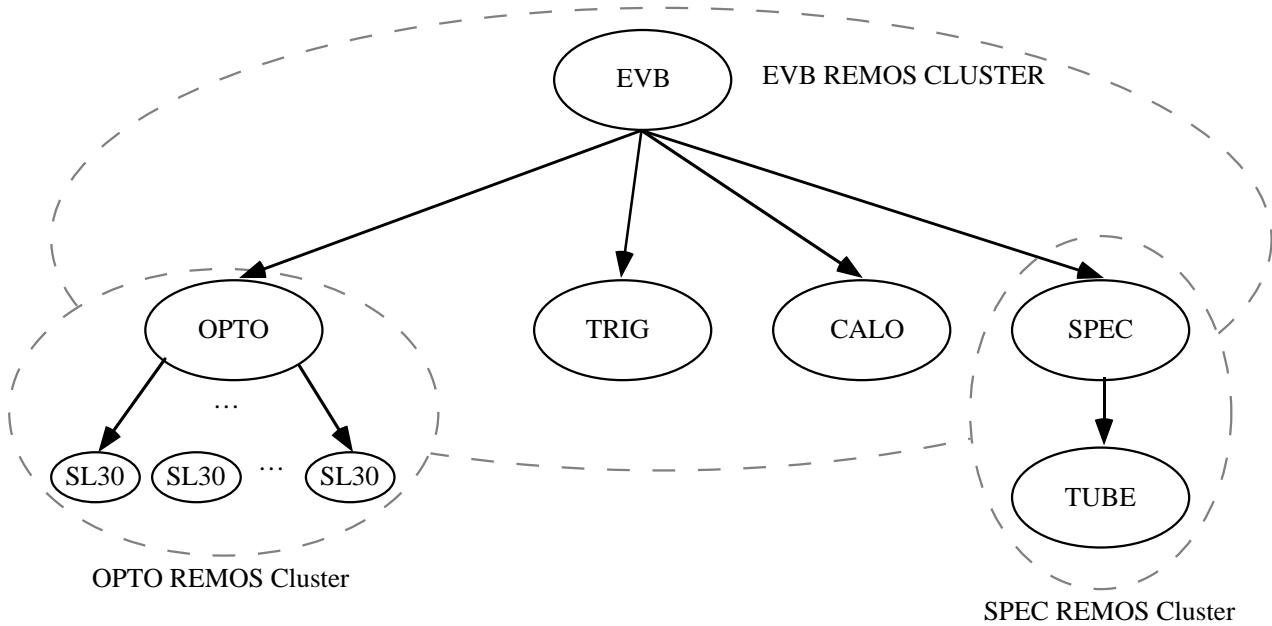 EVB
EVB REMOS CLUSTER
OPTO
TRIG
CALO
SPEC
...
SL30
SL30
...
SL30
TUBE
OPTO REMOS Cluster
SPEC REMOS Cluster